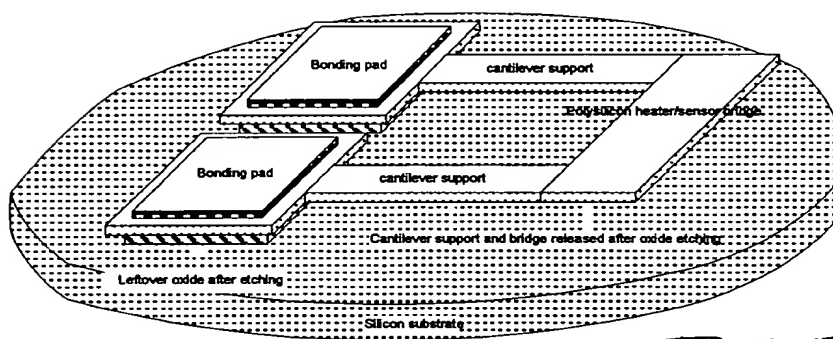 Bonding pad
cantilever support
Polysilicon heater/sensor bridge
Bonding pad
cantilever support
Cantilever support and bridge released after oxide etching
Leftover oxide after etching
Silicon substrate